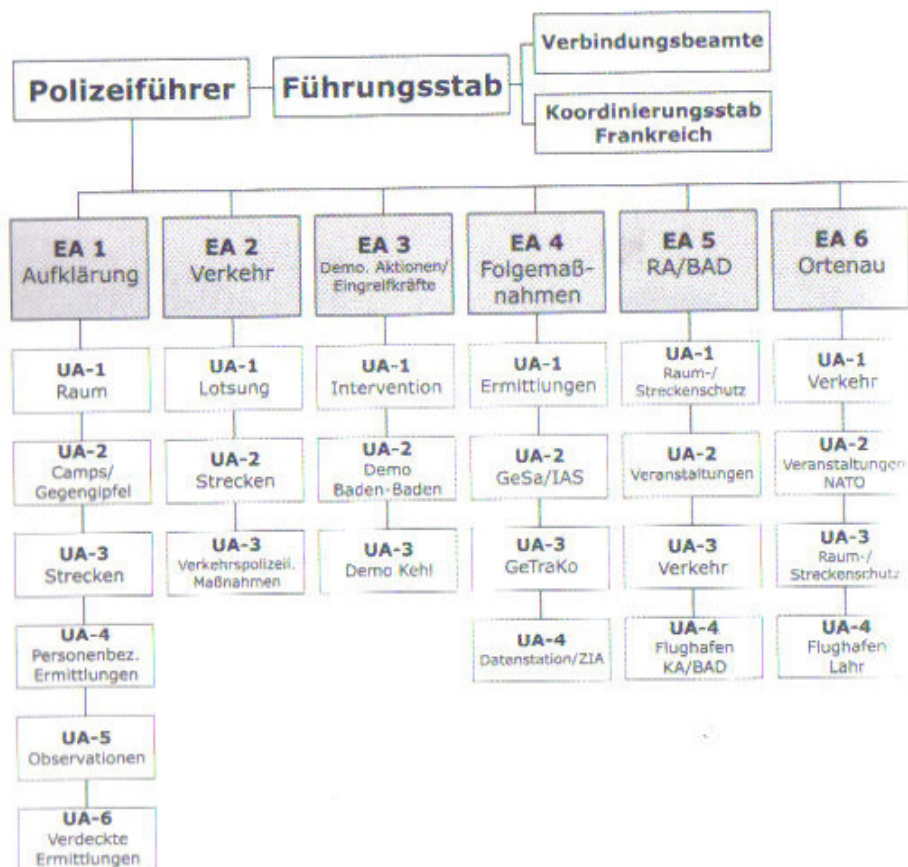 Polizeiführer
Führungsstab
Verbindungsbeamte
Koordinierungsstab
Frankreich
EA 1
Aufklärung
UA-1
Raum
UA-2
Camps/
Gegengipfel
UA-3
Strecken
UA-4
Personenbez.
Ermittlungen
UA-5
Observationen
UA-6
Verdeckte
Ermittlungen
EA 2
Verkehr
UA-1
Lotsung
UA-2
Strecken
UA-3
Verkehrspolizeil.
Maßnahmen
EA 3
Demo. Aktionen/
Eingreifkräfte
UA-1
Intervention
UA-2
Demo
Baden-Baden
UA-3
Demo Kehl
EA 4
Folgemaß-
nahmen
UA-1
Ermittlungen
UA-2
GeSa/IAS
UA-3
GeTraKo
UA-4
Datenstation/ZIA
EA 5
RA/BAD
UA-1
Raum-/
Streckenschutz
UA-2
Veranstaltungen
UA-3
Verkehr
UA-4
Flughafen
KA/BAD
EA 6
Ortenau
UA-1
Verkehr
UA-2
Veranstaltungen
NATO
UA-3
Raum-/
Streckenschutz
UA-4
Flughafen
Lahr